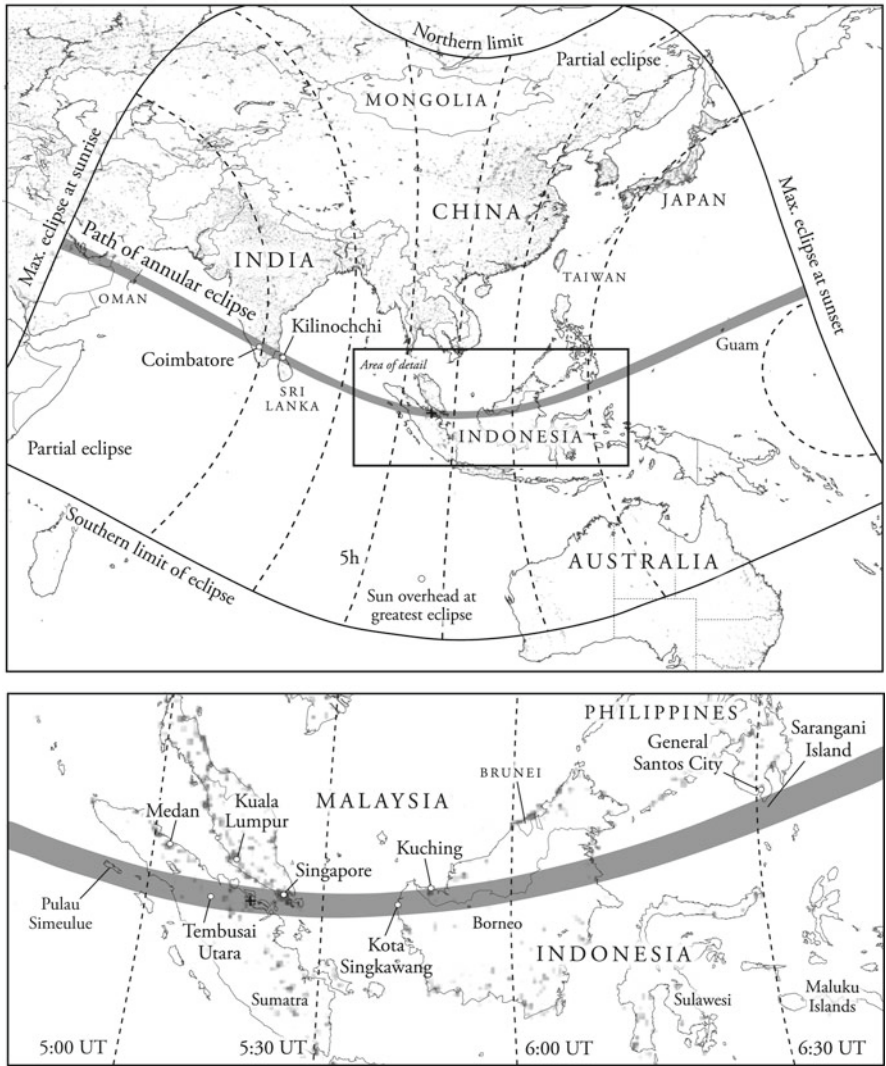 Northern limit
Partial eclipse
MONGOLIA
Max. eclipse at sunrise
CHINA
JAPAN
Max. eclipse at sunset
Path of annular eclipse
INDIA
OMAN
TAIWAN
Kilinochchi
Coimbatore
Guam
Area of detail
SRI
LANKA
INDONESIA
Partial eclipse
Southern limit of eclipse
5h
AUSTRALIA
Sun overhead at
greatest eclipse
PHILIPPINES
Sarangani
Island
General
Santos City
BRUNEI
MALAYSIA
Medan
Kuala
Lumpur
Kuching
Singapore
Pulau
Simeulue
Tembusai
Utara
Borneo
Kota
Singkawang
INDONESIA
Sumatra
Sulawesi
Maluku
Islands
5:00 UT
5:30 UT
6:00 UT
6:30 UT